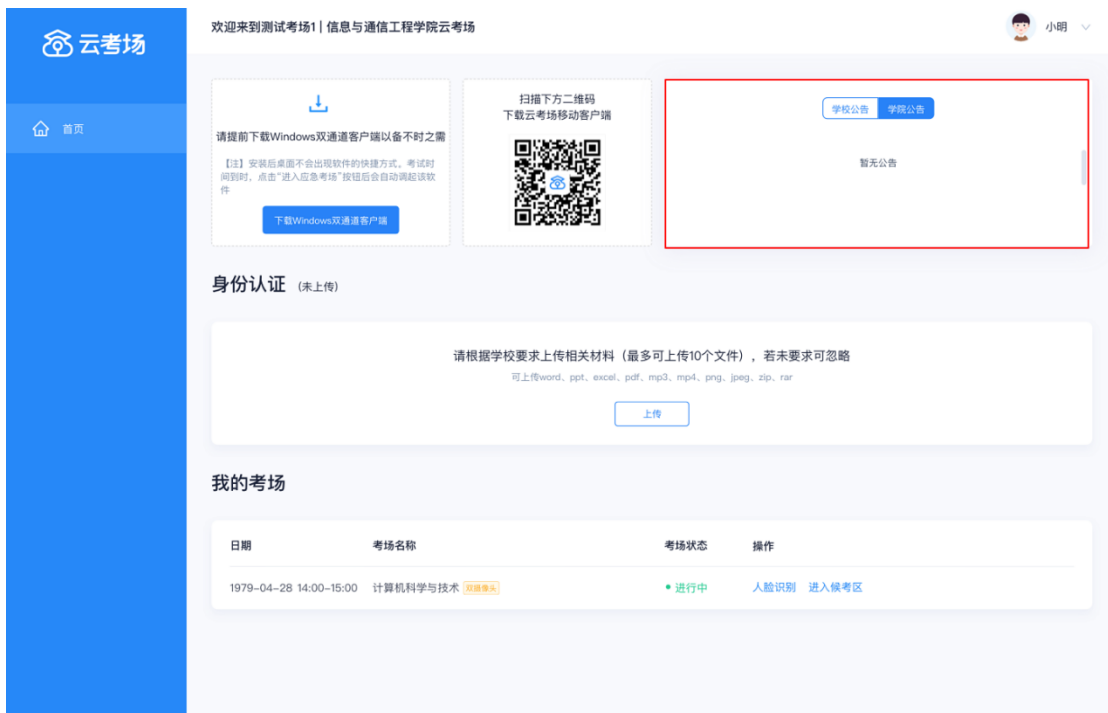 云考场
首页
欢迎来到测试考场1 | 信息与通信工程学院云考场
小明
请提前下载Windows双通道客户端以备不时之需
【注】安装后桌面不会出现软件的快捷方式，考试时
间到时，点击“进入应急考场”按钮后会自动调起该软
件
下载Windows双通道客户端
扫描下方二维码
下载云考场移动客户端
学校公告 学院公告
暂无公告
身份认证 (未上传)
请根据学校要求上传相关材料（最多可上传10个文件），若未要求可忽略
可上传word、ppt、excel、pdf、mp3、mp4、png、jpeg、zip、rar
上传
我的考场
日期 考场名称 考场状态 操作
1979-04-28 14:00-15:00 计算机科学与技术 双摄像头 进行中 人脸识别 进入候考区